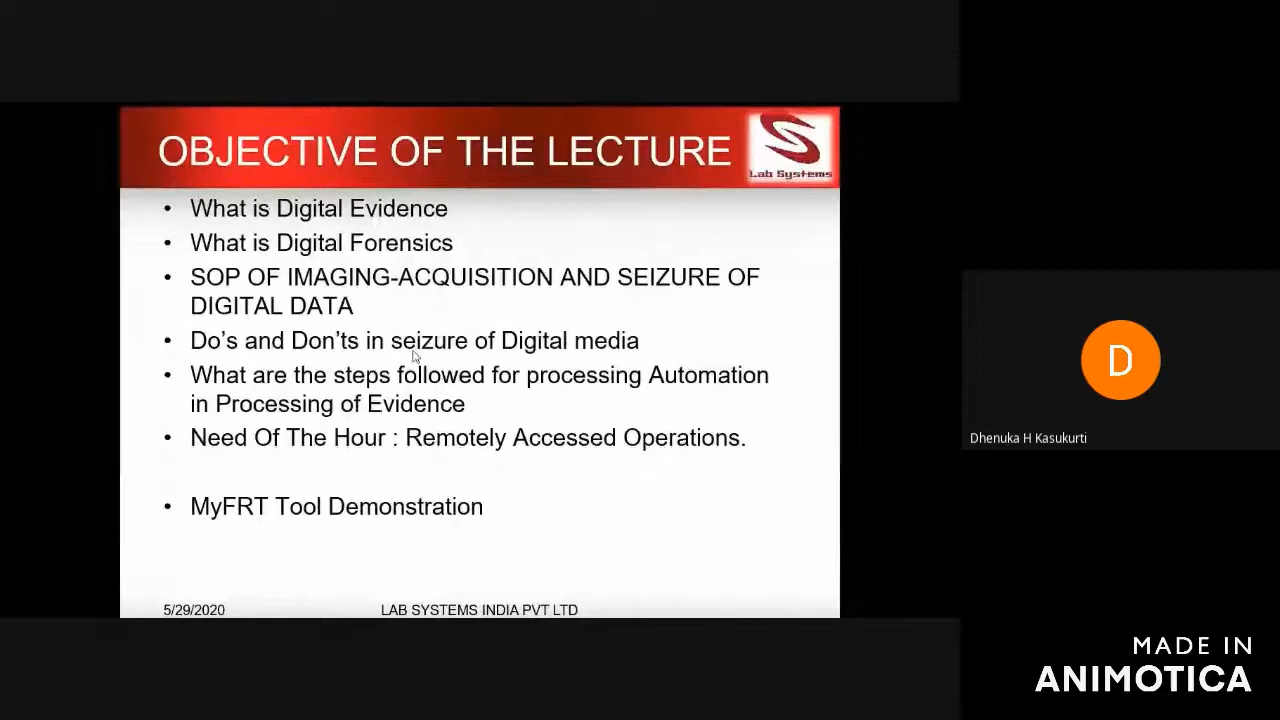 OBJECTIVE OF THE LECTURE
Lab Systems
• What is Digital Evidence
• What is Digital Forensics
• SOP OF IMAGING-ACQUISITION AND SEIZURE OF
DIGITAL DATA
• Do’s and Don’ts in seizure of Digital media
• What are the steps followed for processing Automation
in Processing of Evidence
• Need Of The Hour : Remotely Accessed Operations.
• MyFRT Tool Demonstration
5/29/2020
LAB SYSTEMS INDIA PVT LTD
D
Dhenuka H Kasukurti
MADE IN
ANIMOTICA